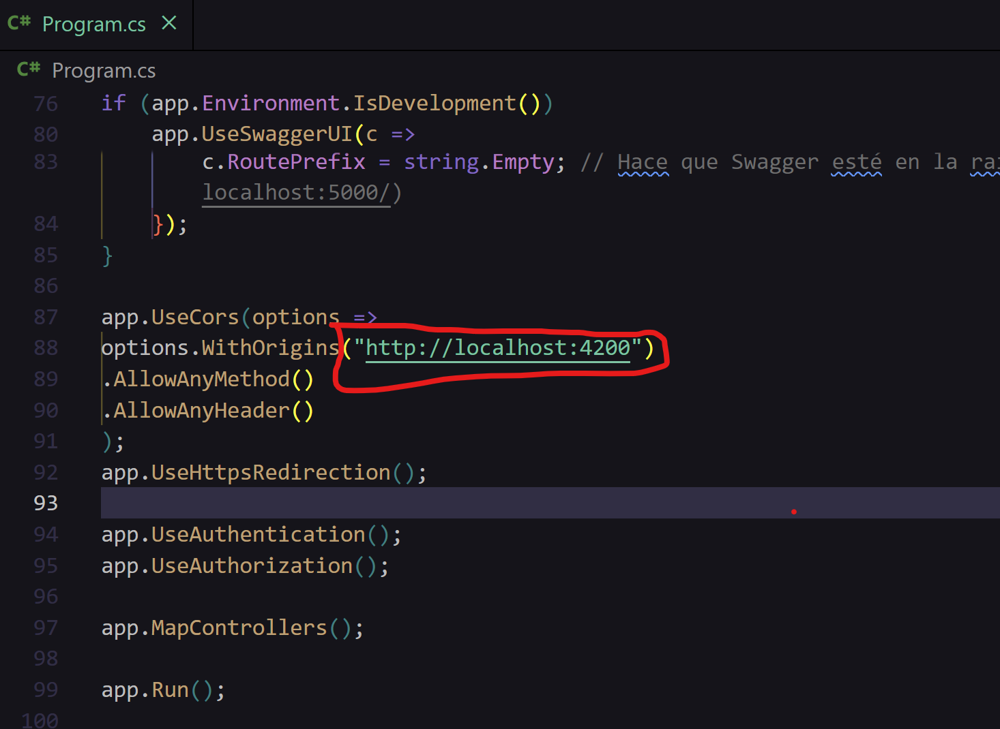 C# Program.cs ×
C# Program.cs
76 if (app.Environment.IsDevelopment())
80 app.UseSwaggerUI(c =>
83 c.RoutePrefix = string.Empty; // Hace que Swagger esté en la
localhost:5000/)
84 });
85 }
86
87 app.UseCors(options =>
88 options.WithOrigins("http://localhost:4200")
89 .AllowAnyMethod()
90 .AllowAnyHeader()
91 );
92 app.UseHttpsRedirection();
93
94 app.UseAuthentication();
95 app.UseAuthorization();
96
97 app.MapControllers();
98
99 app.Run();
100